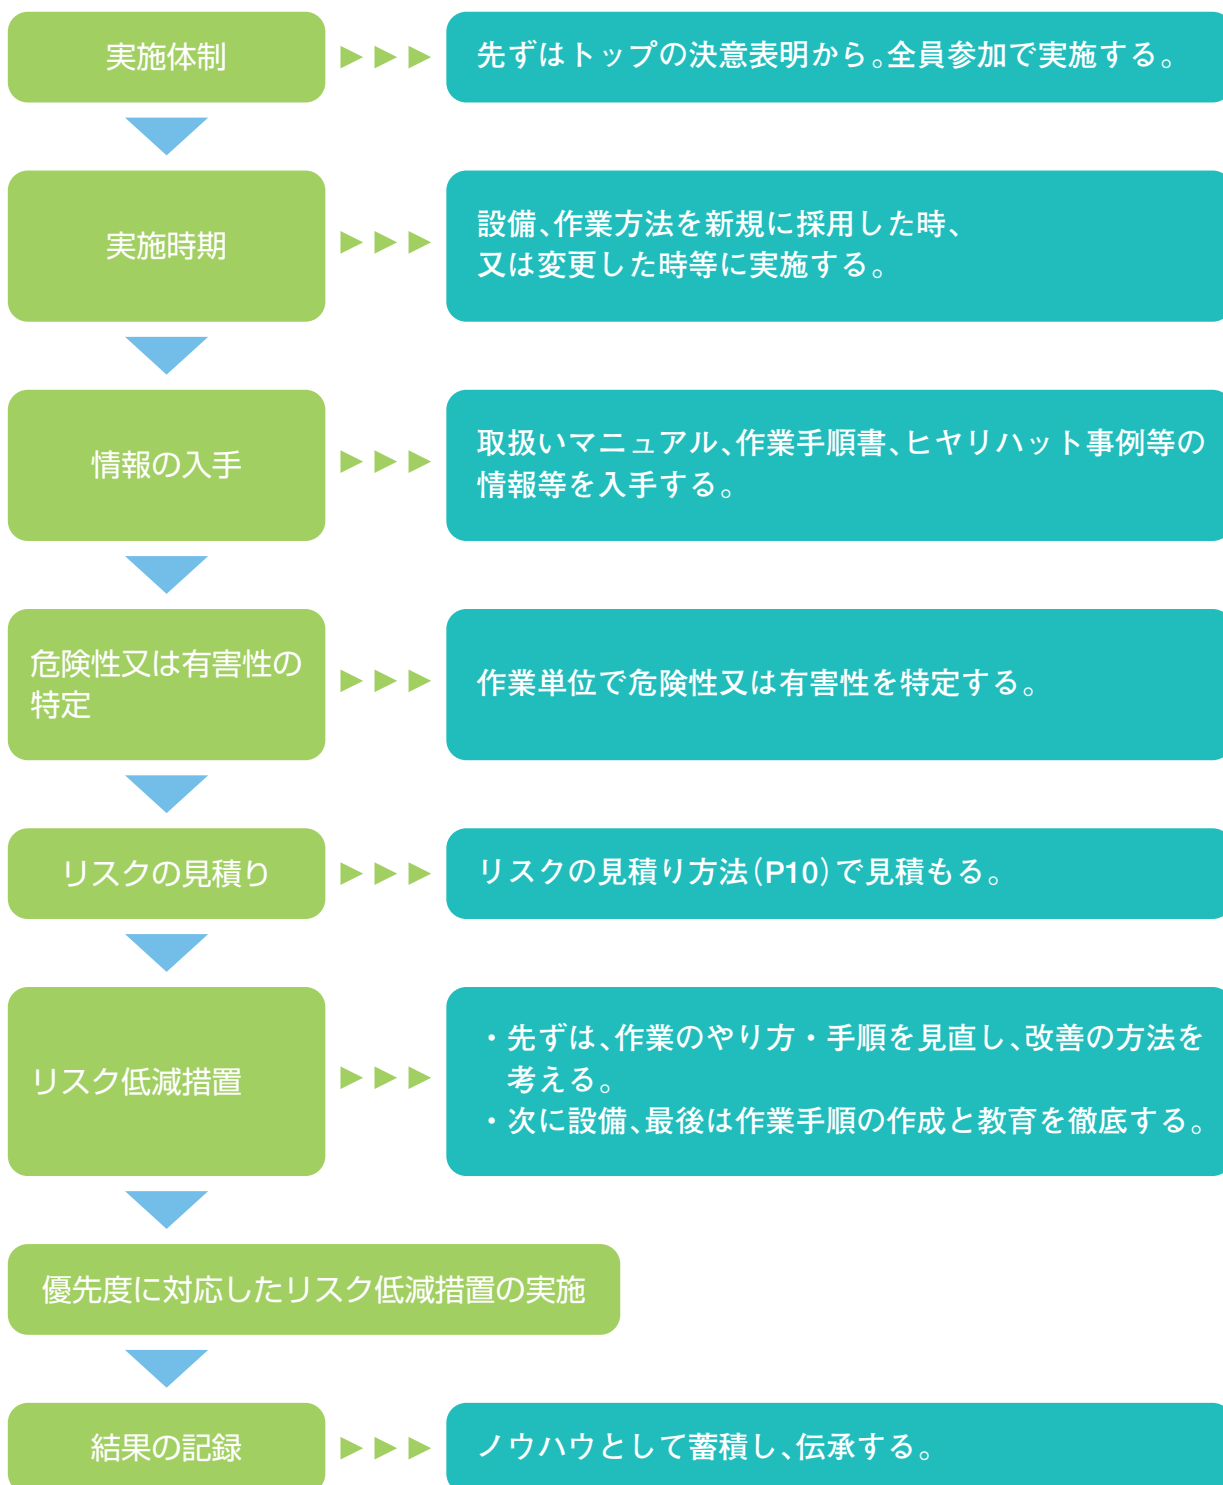 実施体制
先ずはトップの決意表明から。全員参加で実施する。
実施時期
設備、作業方法を新規に採用した時、
又は変更した時等に実施する。
情報の入手
取扱いマニュアル、作業手順書、ヒヤリハット事例等の
情報等を入手する。
危険性又は有害性の
特定
作業単位で危険性又は有害性を特定する。
リスクの見積り
リスクの見積り方法(P10)で見積もる。
リスク低減措置
・先ずは、作業のやり方・手順を見直し、改善の方法を
考える。
・次に設備、最後は作業手順の作成と教育を徹底する。
優先度に対応したリスク低減措置の実施
結果の記録
ノウハウとして蓄積し、伝承する。